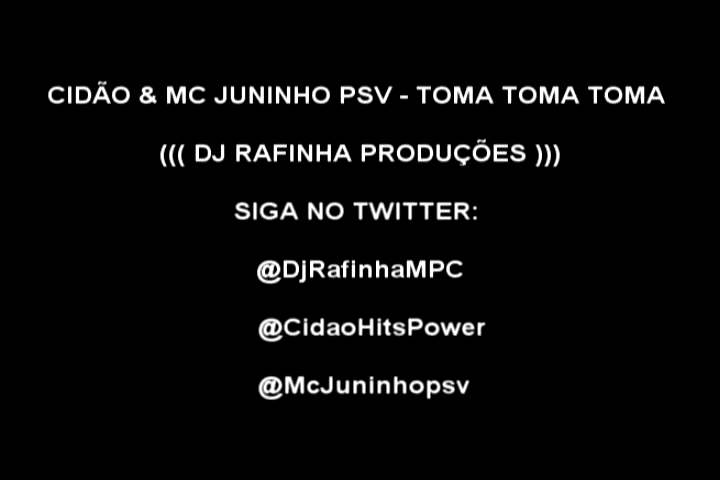 CIDÃO & MC JUNINHO PSV - TOMA TOMA TOMA
((( DJ RAFINHA PRODUÇÕES )))
SIGA NO TWITTER:
@DjRafinhaMPC
@CidaoHitsPower
@McJuninhopsv